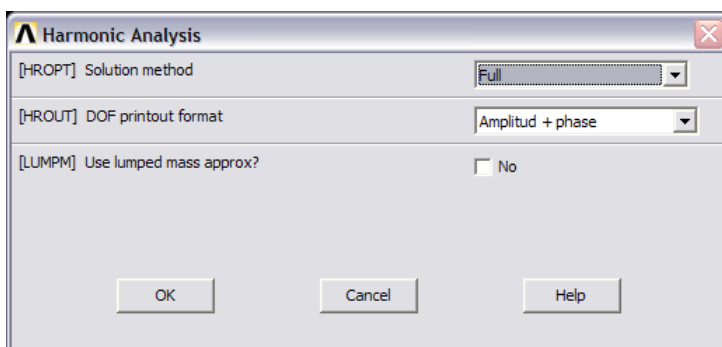 Harmonic Analysis
[HROPT] Solution method Full
[HROUT] DOF printout format Amplitud + phase
[LUMPM] Use lumped mass approx? No
OK Cancel Help